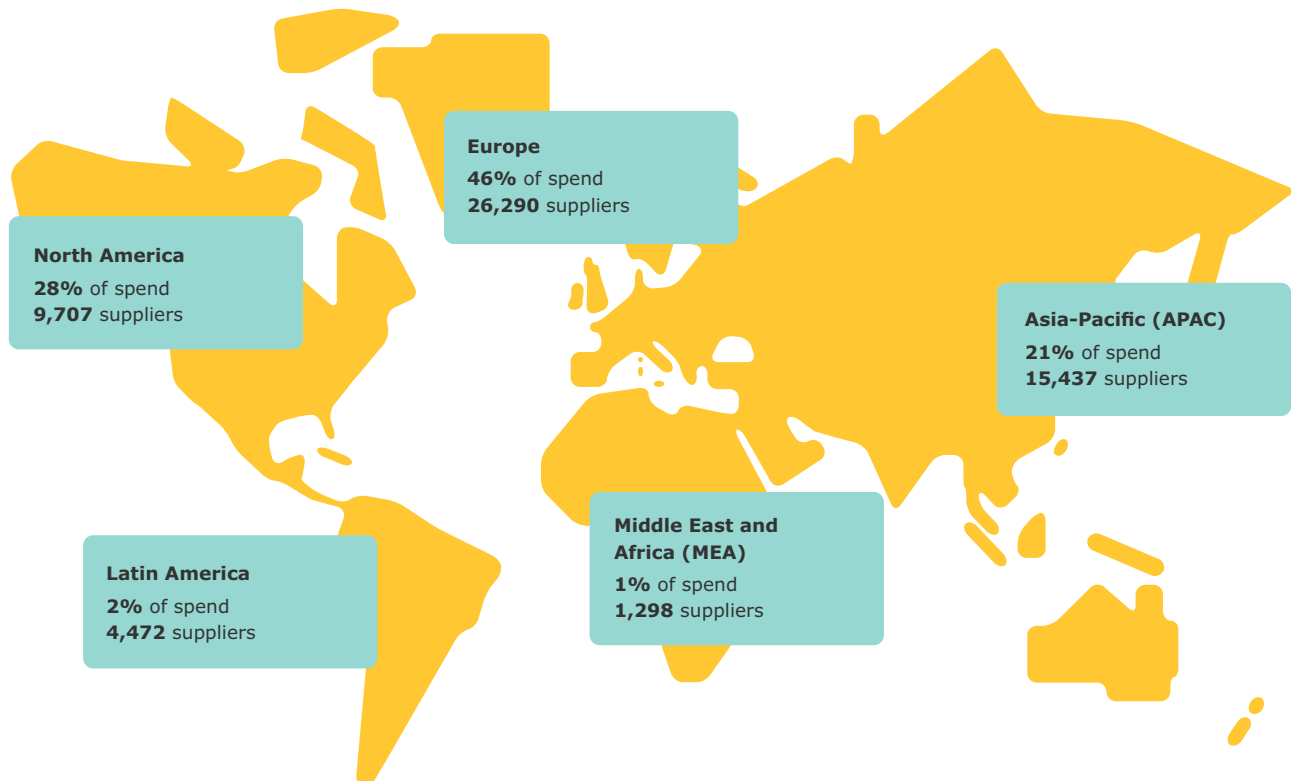 Europe
46% of spend
26,290 suppliers
North America
28% of spend
9,707 suppliers
Asia-Pacific (APAC)
21% of spend
15,437 suppliers
Middle East and
Africa (MEA)
1% of spend
1,298 suppliers
Latin America
2% of spend
4,472 suppliers